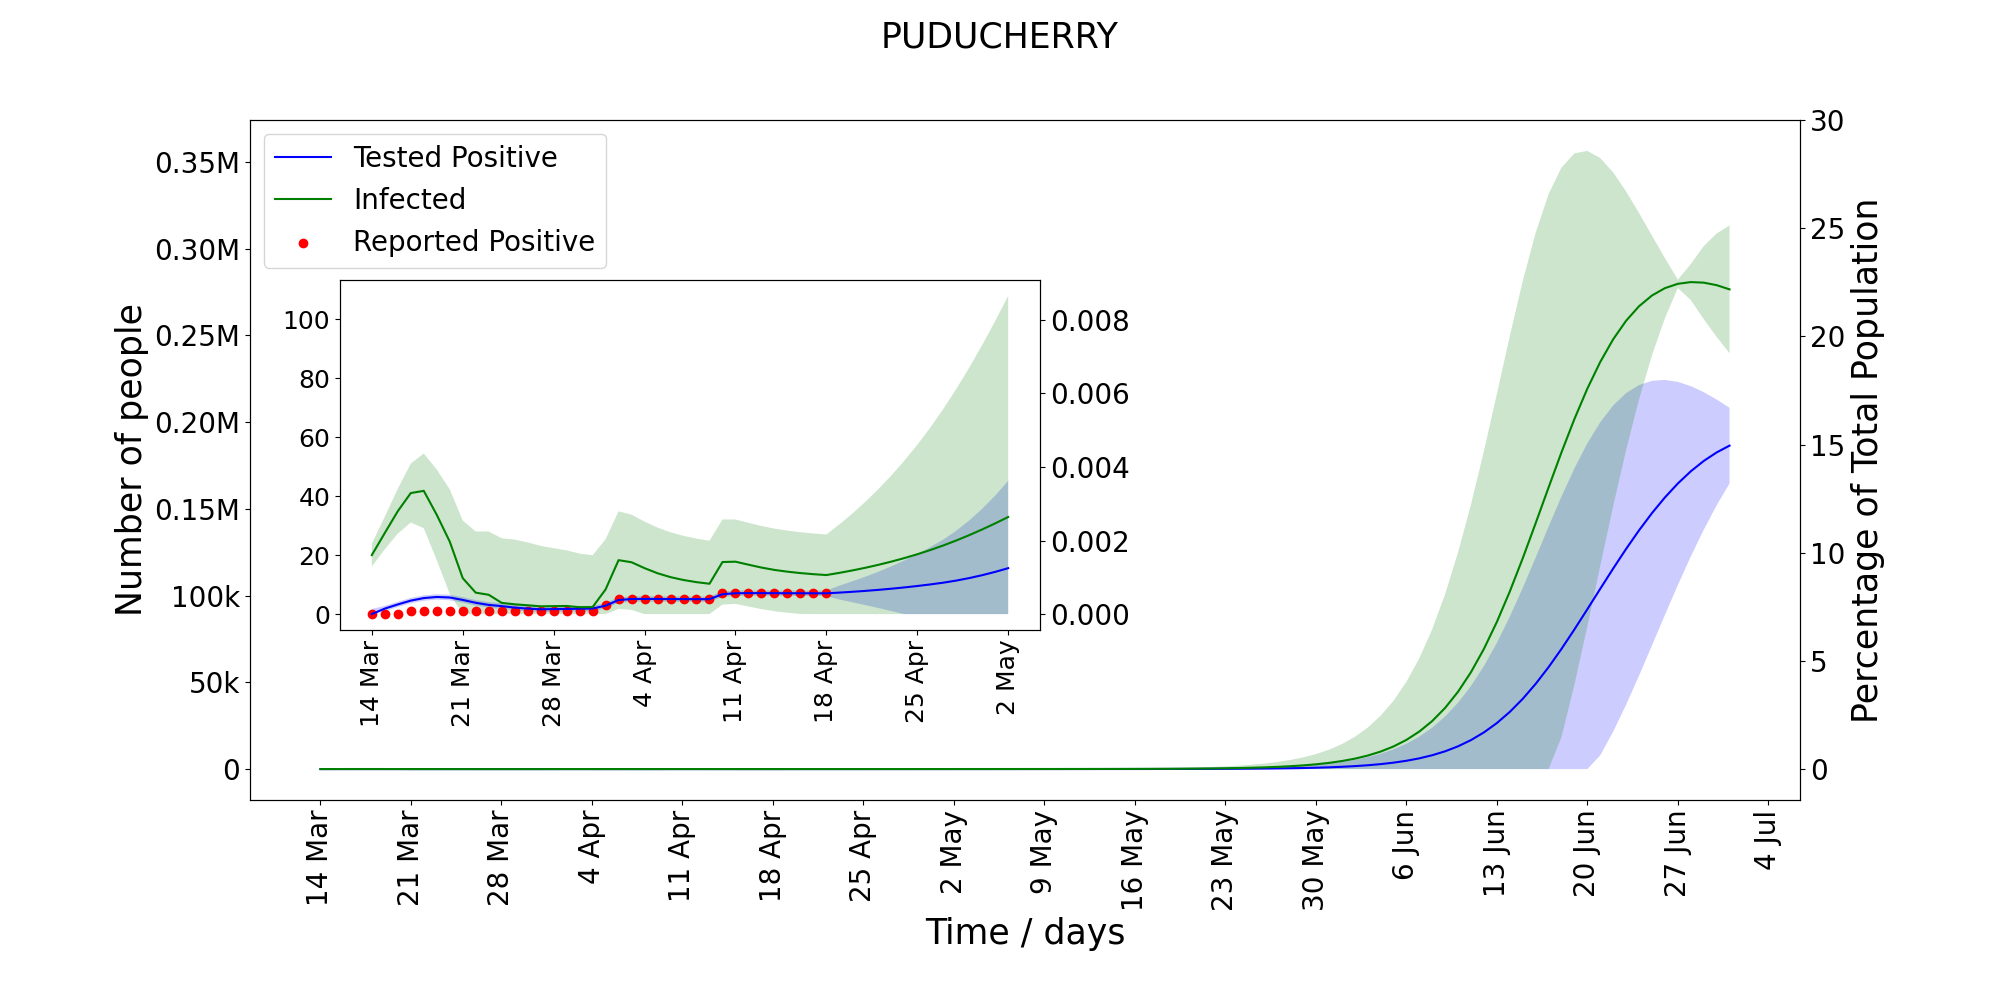 PUDUCHERRY
Tested Positive
Infected
Reported Positive
Number of people
0.35M
0.30M
0.25M
0.20M
0.15M
100k
50k
0
30
25
20
15
10
5
0
Percentage of Total Population
100
80
60
40
20
0
0.008
0.006
0.004
0.002
0.000
14 Mar
21 Mar
28 Mar
4 Apr
11 Apr
18 Apr
25 Apr
2 May
14 Mar
21 Mar
28 Mar
4 Apr
11 Apr
18 Apr
25 Apr
2 May
9 May
16 May
23 May
30 May
6 Jun
13 Jun
20 Jun
27 Jun
4 Jul
Time / days